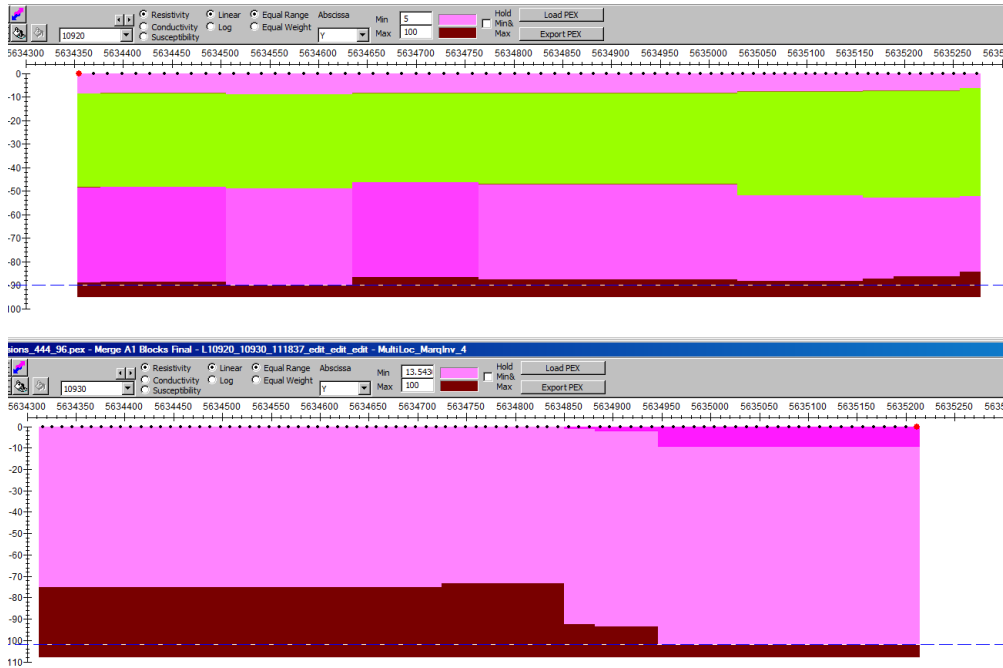 Resistivity Linear Equal Range Abscissa Min 5 Hold Load PEX
Conductivity Log Equal Weight Min&
10920 Susceptibility Y Max 100 Max Export PEX
5634300 5634350 5634400 5634450 5634500 5634550 5634600 5634650 5634700 5634750 5634800 5634850 5634900 5634950 5635000 5635050 5635100 5635150 5635200 5635250 5635
0
-10
-20
-30
-40
-50
-60
-70
-80
-90
100
sions_444_96.pex - Merge A1 Blocks Final - L10920_10930_111837_edit_edit_edit - MultiLoc_MarqInv_4
Resistivity Linear Equal Range Abscissa Min 13.543 Hold Load PEX
Conductivity Log Equal Weight Min&
10930 Susceptibility Y Max 100 Max Export PEX
5634300 5634350 5634400 5634450 5634500 5634550 5634600 5634650 5634700 5634750 5634800 5634850 5634900 5634950 5635000 5635050 5635100 5635150 5635200 5635250 5635
0
-10
-20
-30
-40
-50
-60
-70
-80
-90
100
110